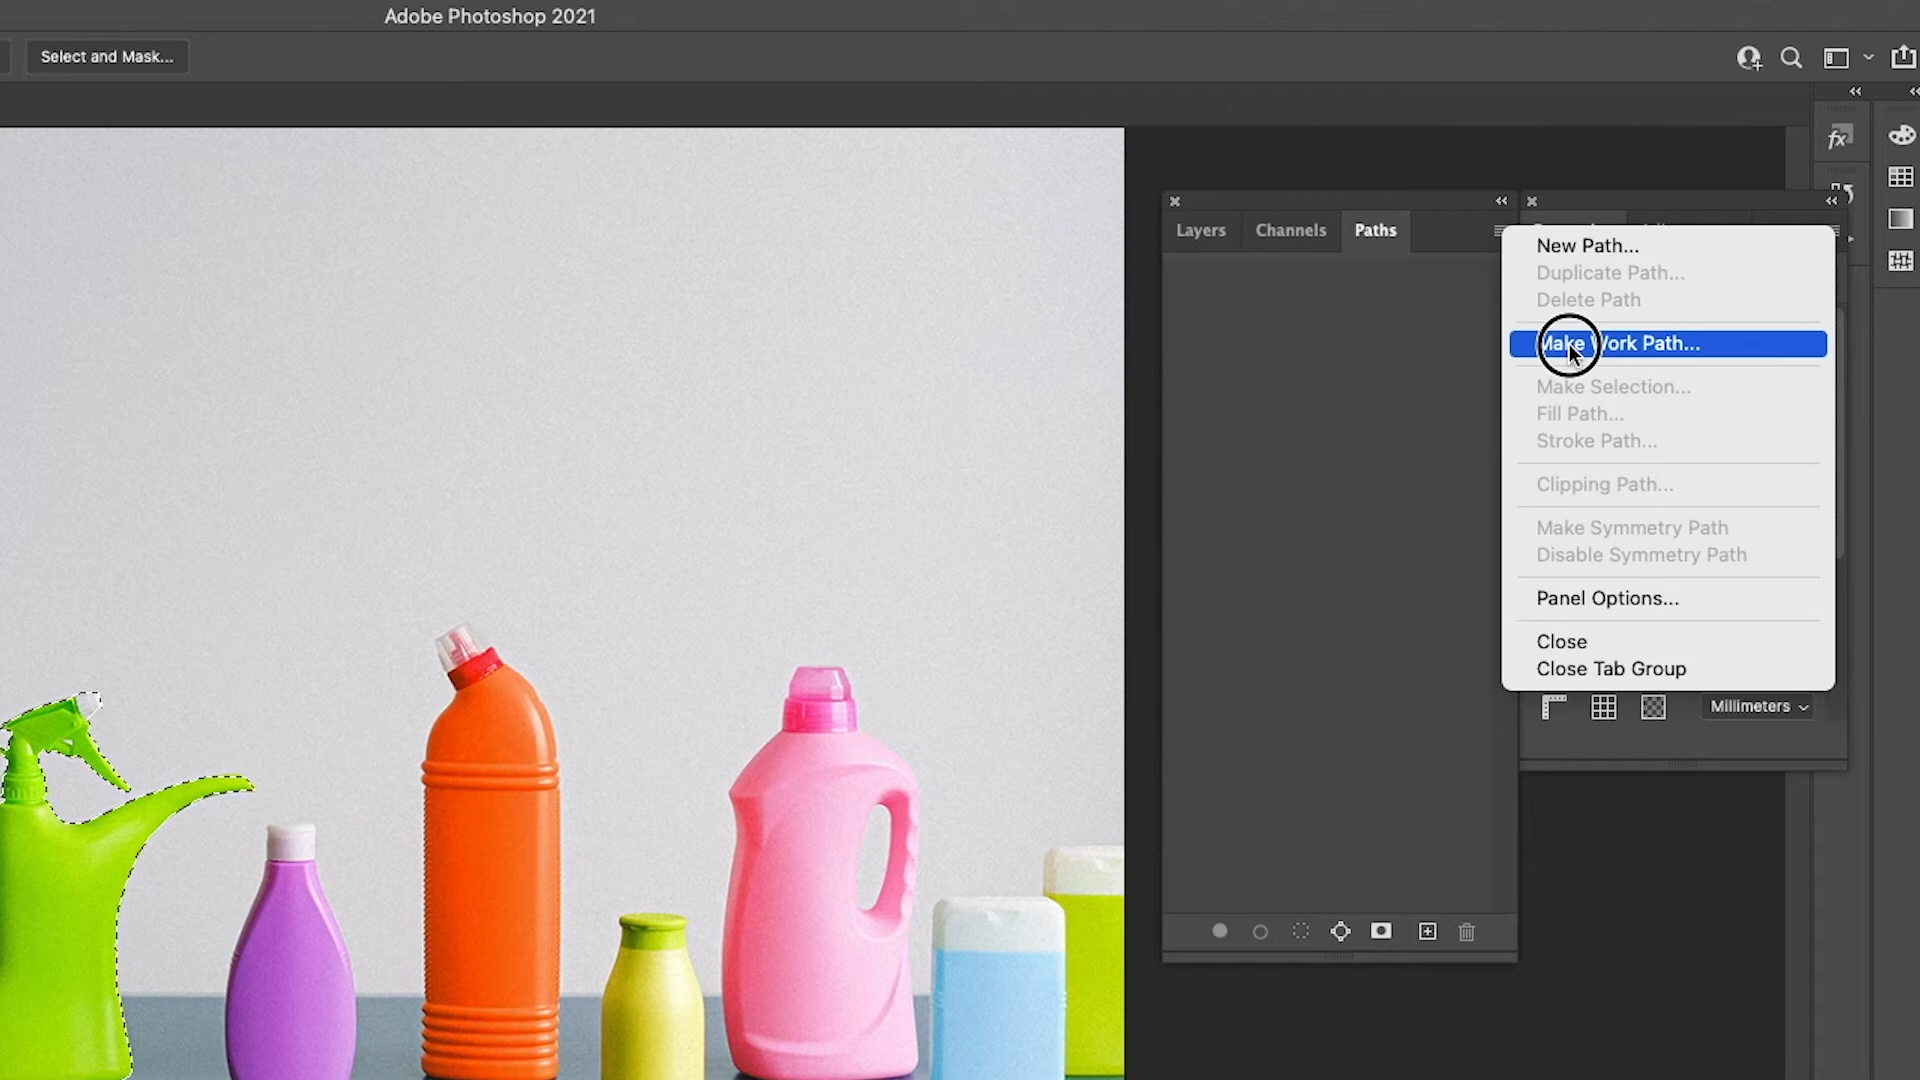 Adobe Photoshop 2021
Select and Mask...
Layers
Channels
Paths
New Path...
Duplicate Path...
Delete Path
Make Work Path...
Make Selection...
Fill Path...
Stroke Path...
Clipping Path...
Make Symmetry Path
Disable Symmetry Path
Panel Options...
Close
Close Tab Group
Millimeters